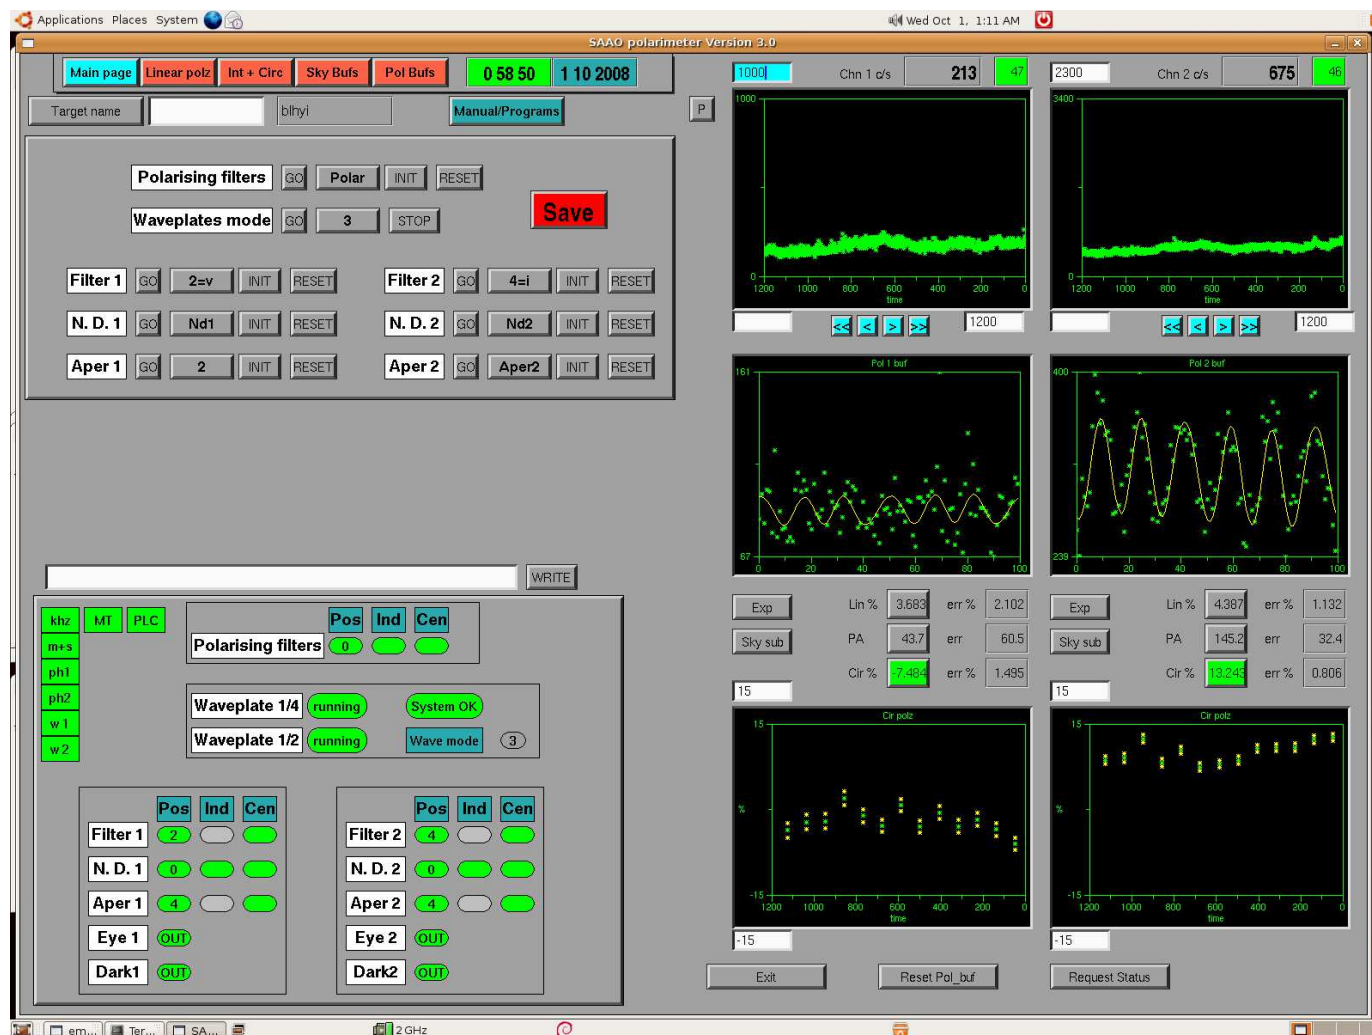 Applications Places System
Wed Oct 1, 1:11 AM
SAAO polarimeter Version 3.0
Main page Linear polz Int + Circ Sky Bufs Pol Bufs 0 58 50 1 10 2008
Target name blhyi Manual/Programs P
Polarising filters GO Polar INIT RESET
Waveplates mode GO 3 STOP
Save
Filter 1 GO 2=v INIT RESET Filter 2 GO 4=i INIT RESET
N. D. 1 GO Nd1 INIT RESET N. D. 2 GO Nd2 INIT RESET
Aper 1 GO 2 INIT RESET Aper 2 GO Aper2 INIT RESET
WRITE
khz MT PLC
m+s
ph1
ph2
w 1
w 2
Pos Ind Cen
Polarising filters 0
Waveplate 1/4 running System OK
Waveplate 1/2 running Wave mode 3
Pos Ind Cen
Filter 1 2
N. D. 1 0
Aper 1 4
Eye 1 OUT
Dark1 OUT
Pos Ind Cen
Filter 2 4
N. D. 2 0
Aper 2 4
Eye 2 OUT
Dark2 OUT
1000 Chn 1 c/s 213 47
1000
0
1200 1000 800 600 400 200 0
time
<< < > >> 1200
Pol 1 buf
161
67
0 20 40 60 80 100
Exp Lin % 3.683 err % 2.102
Sky sub PA 43.7 err 60.5
Cir % -7.484 err % 1.495
15
Cir polz
15
%
-15
1200 1000 800 600 400 200 0
time
-15
2300 Chn 2 c/s 675 46
3400
0
1200 1000 800 600 400 200 0
time
<< < > >> 1200
Pol 2 buf
400
239
0 20 40 60 80 100
Exp Lin % 4.387 err % 1.132
Sky sub PA 145.2 err 32.4
Cir % 13.243 err % 0.806
15
Cir polz
15
%
-15
1200 1000 800 600 400 200 0
time
-15
Exit Reset Pol_buf Request Status
em... Ter... SA... 2 GHz